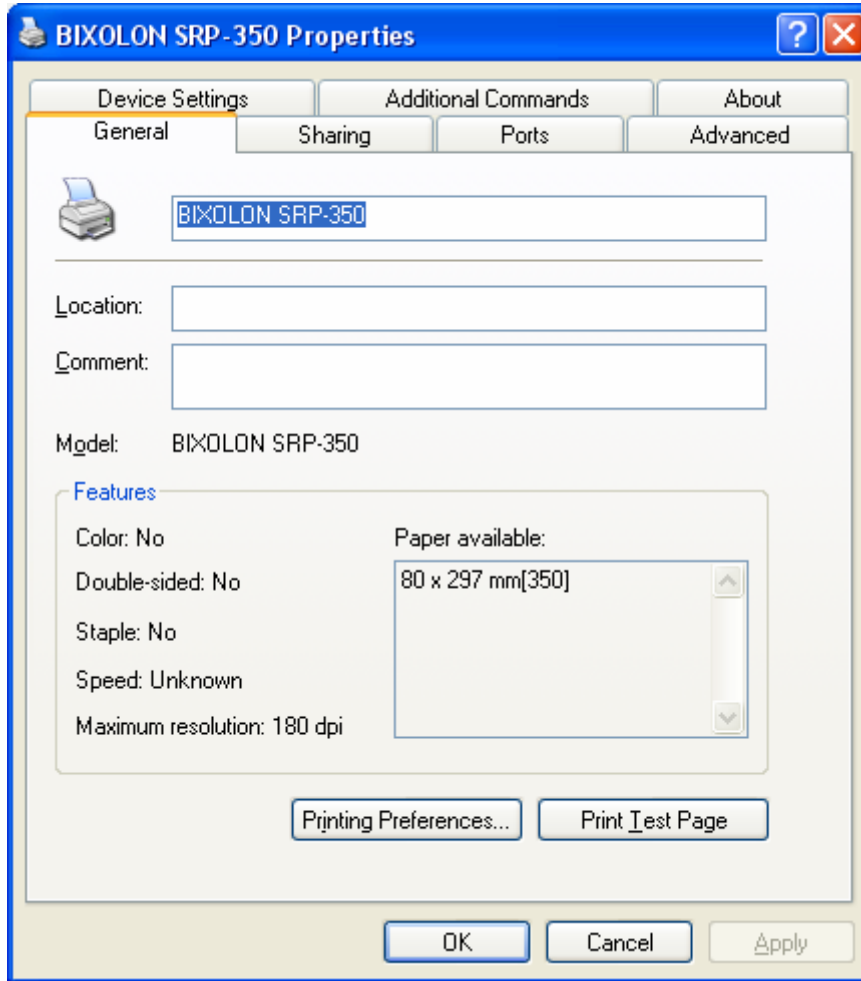 BIXOLON SRP-350 Properties
?
Device Settings Additional Commands About
General Sharing Ports Advanced
BIXOLON SRP-350
Location:
Comment:
Model: BIXOLON SRP-350
Features
Color: No
Double-sided: No
Staple: No
Speed: Unknown
Maximum resolution: 180 dpi
Paper available:
80 x 297 mm[350]
Printing Preferences... Print Test Page
OK Cancel Apply